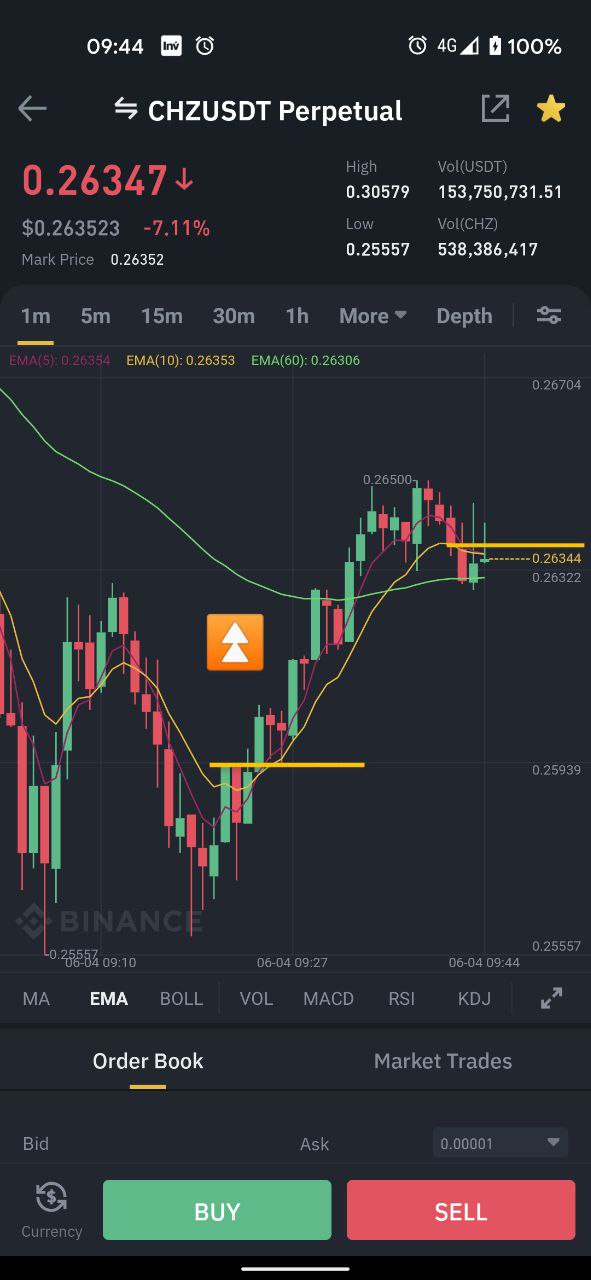 09:44 Inv 4G 100%
CHZUSDT Perpetual
0.26347
$0.263523 -7.11%
Mark Price 0.26352
High Vol(USDT)
0.30579 153,750,731.51
Low Vol(CHZ)
0.25557 538,386,417
1m 5m 15m 30m 1h More Depth
EMA(5): 0.26354 EMA(10): 0.26353 EMA(60): 0.26306
0.26704
0.26500
0.26344
0.26322
0.25939
BINANCE
0.25557
0.25557
06-04 09:10 06-04 09:27 06-04 09:44
MA EMA BOLL VOL MACD RSI KDJ
Order Book Market Trades
Bid Ask 0.00001
Currency BUY SELL